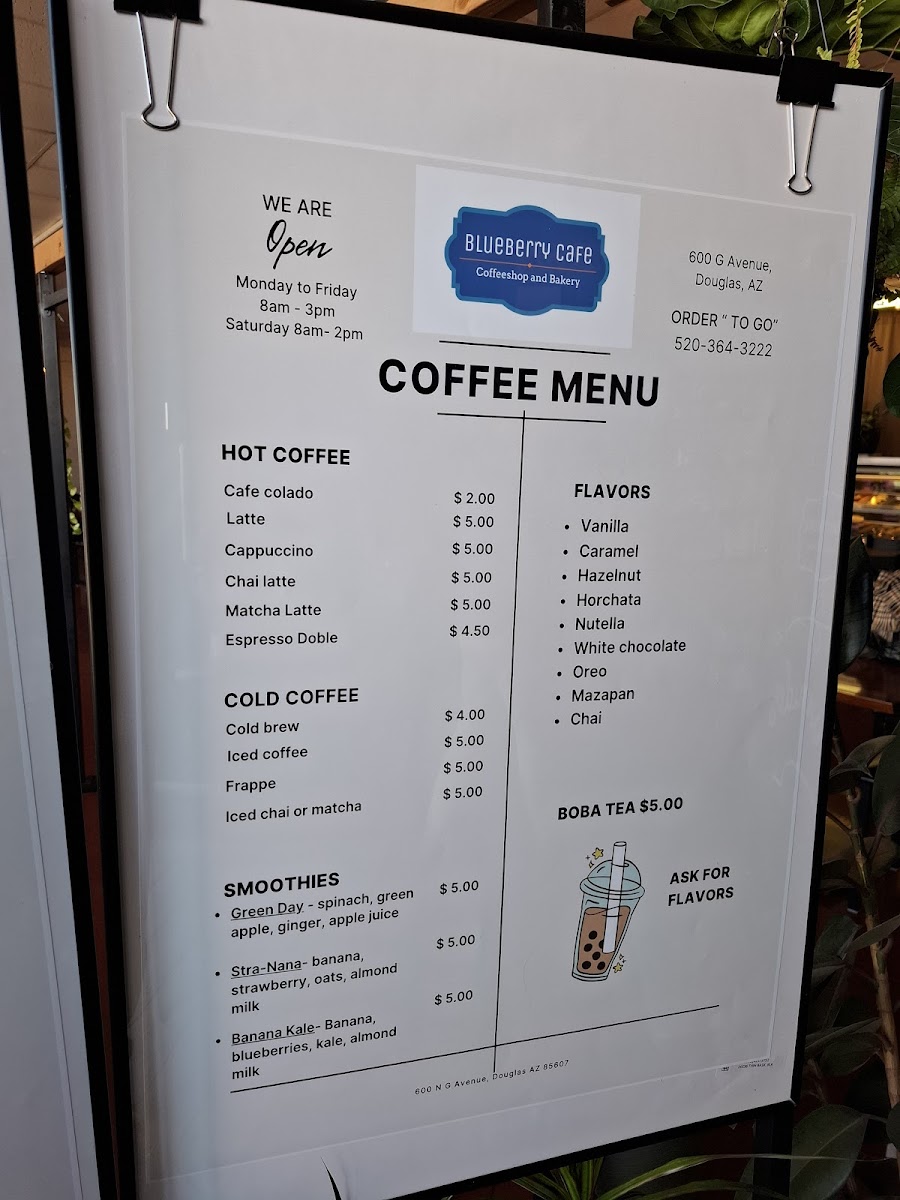 WE ARE
Open
Monday to Friday
8am - 3pm
Saturday 8am- 2pm
BLUEBERRY CAFE
Coffeeshop and Bakery
600 G Avenue,
Douglas, AZ
ORDER “ TO GO”
520-364-3222
COFFEE MENU
HOT COFFEE
Cafe colado $ 2.00
Latte $ 5.00
Cappuccino $ 5.00
Chai latte $ 5.00
Matcha Latte $ 5.00
Espresso Doble $ 4.50
COLD COFFEE
Cold brew $ 4.00
Iced coffee $ 5.00
Frappe $ 5.00
Iced chai or matcha $ 5.00
SMOOTHIES
• Green Day - spinach, green $ 5.00
apple, ginger, apple juice
• Stra-Nana- banana, $ 5.00
strawberry, oats, almond
milk
• Banana Kale- Banana, $ 5.00
blueberries, kale, almond
milk
FLAVORS
• Vanilla
• Caramel
• Hazelnut
• Horchata
• Nutella
• White chocolate
• Oreo
• Mazapan
• Chai
BOBA TEA $5.00
ASK FOR
FLAVORS
600 N G Avenue, Douglas AZ 85607